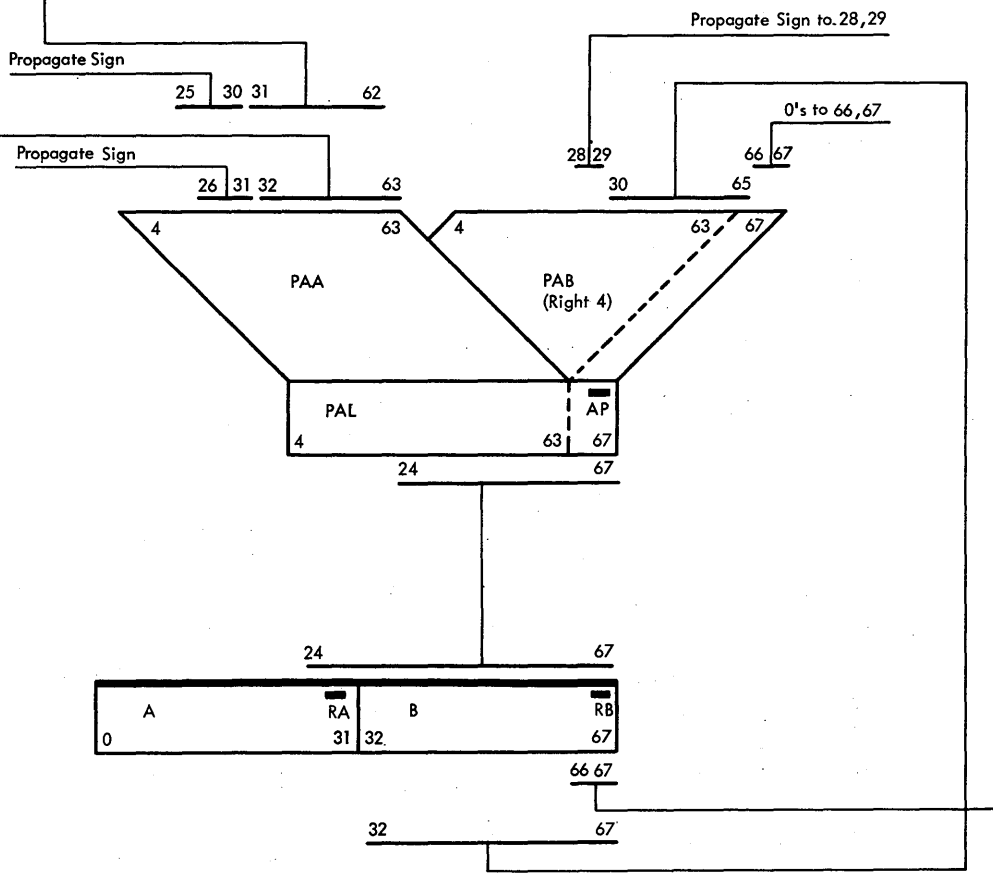 Propagate Sign to 28,29
Propagate Sign
25 30 31 62
0's to 66,67
Propagate Sign
28 29 66 67
26 31 32 63 30 65
4 63 4 63 67
PAA PAB
(Right 4)
PAL AP
4 63 67
24 67
24 67
A RA B RB
0 31 32 67
66 67
32 67